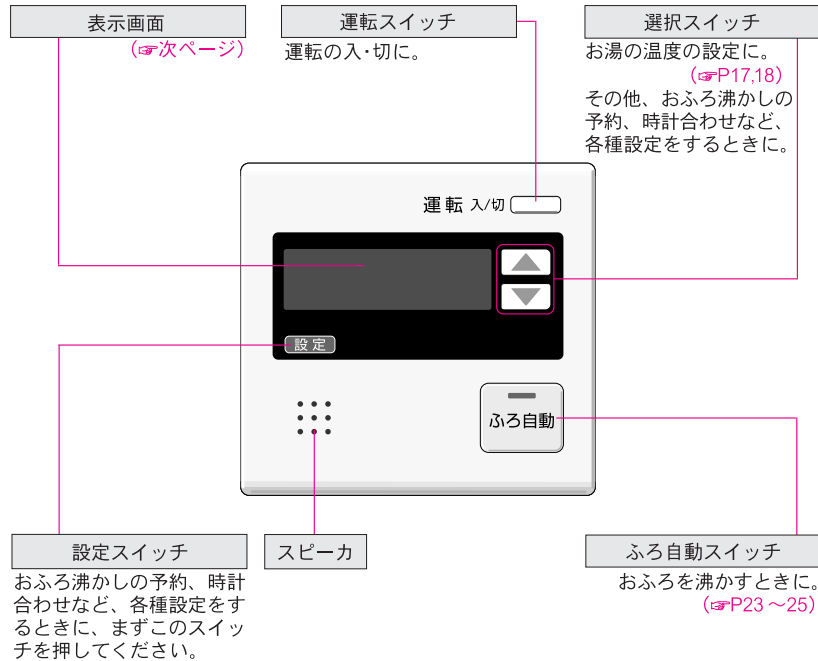 表示画面
(☞次ページ)
運転スイッチ
運転の入・切に。
選択スイッチ
お湯の温度の設定に。
(☞P17,18)
その他、おふろ沸かしの
予約、時計合わせなど、
各種設定をするときに。
運転 入/切
設定
ふろ自動
設定スイッチ
おふろ沸かしの予約、時計
合わせなど、各種設定をす
るときに、まずこのスイッ
チを押してください。
スピーカ
ふろ自動スイッチ
おふろを沸かすときに。
(☞P23～25)